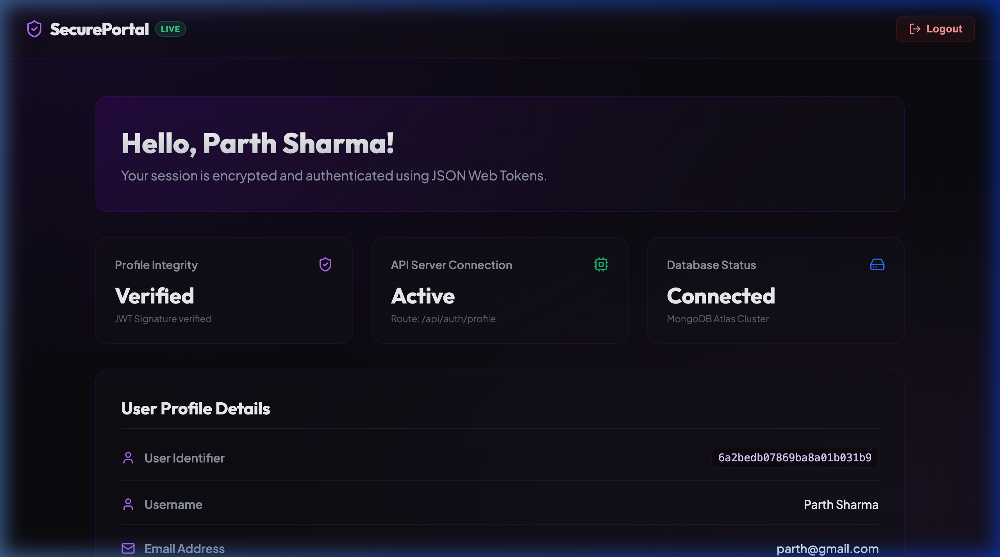 SecurePortal LIVE
Logout
Hello, Parth Sharma!
Your session is encrypted and authenticated using JSON Web Tokens.
Profile Integrity
Verified
JWT Signature verified
API Server Connection
Active
Route: /api/auth/profile
Database Status
Connected
MongoDB Atlas Cluster
User Profile Details
User Identifier 6a2bedb07869ba8a01b031b9
Username Parth Sharma
Email Address parth@gmail.com